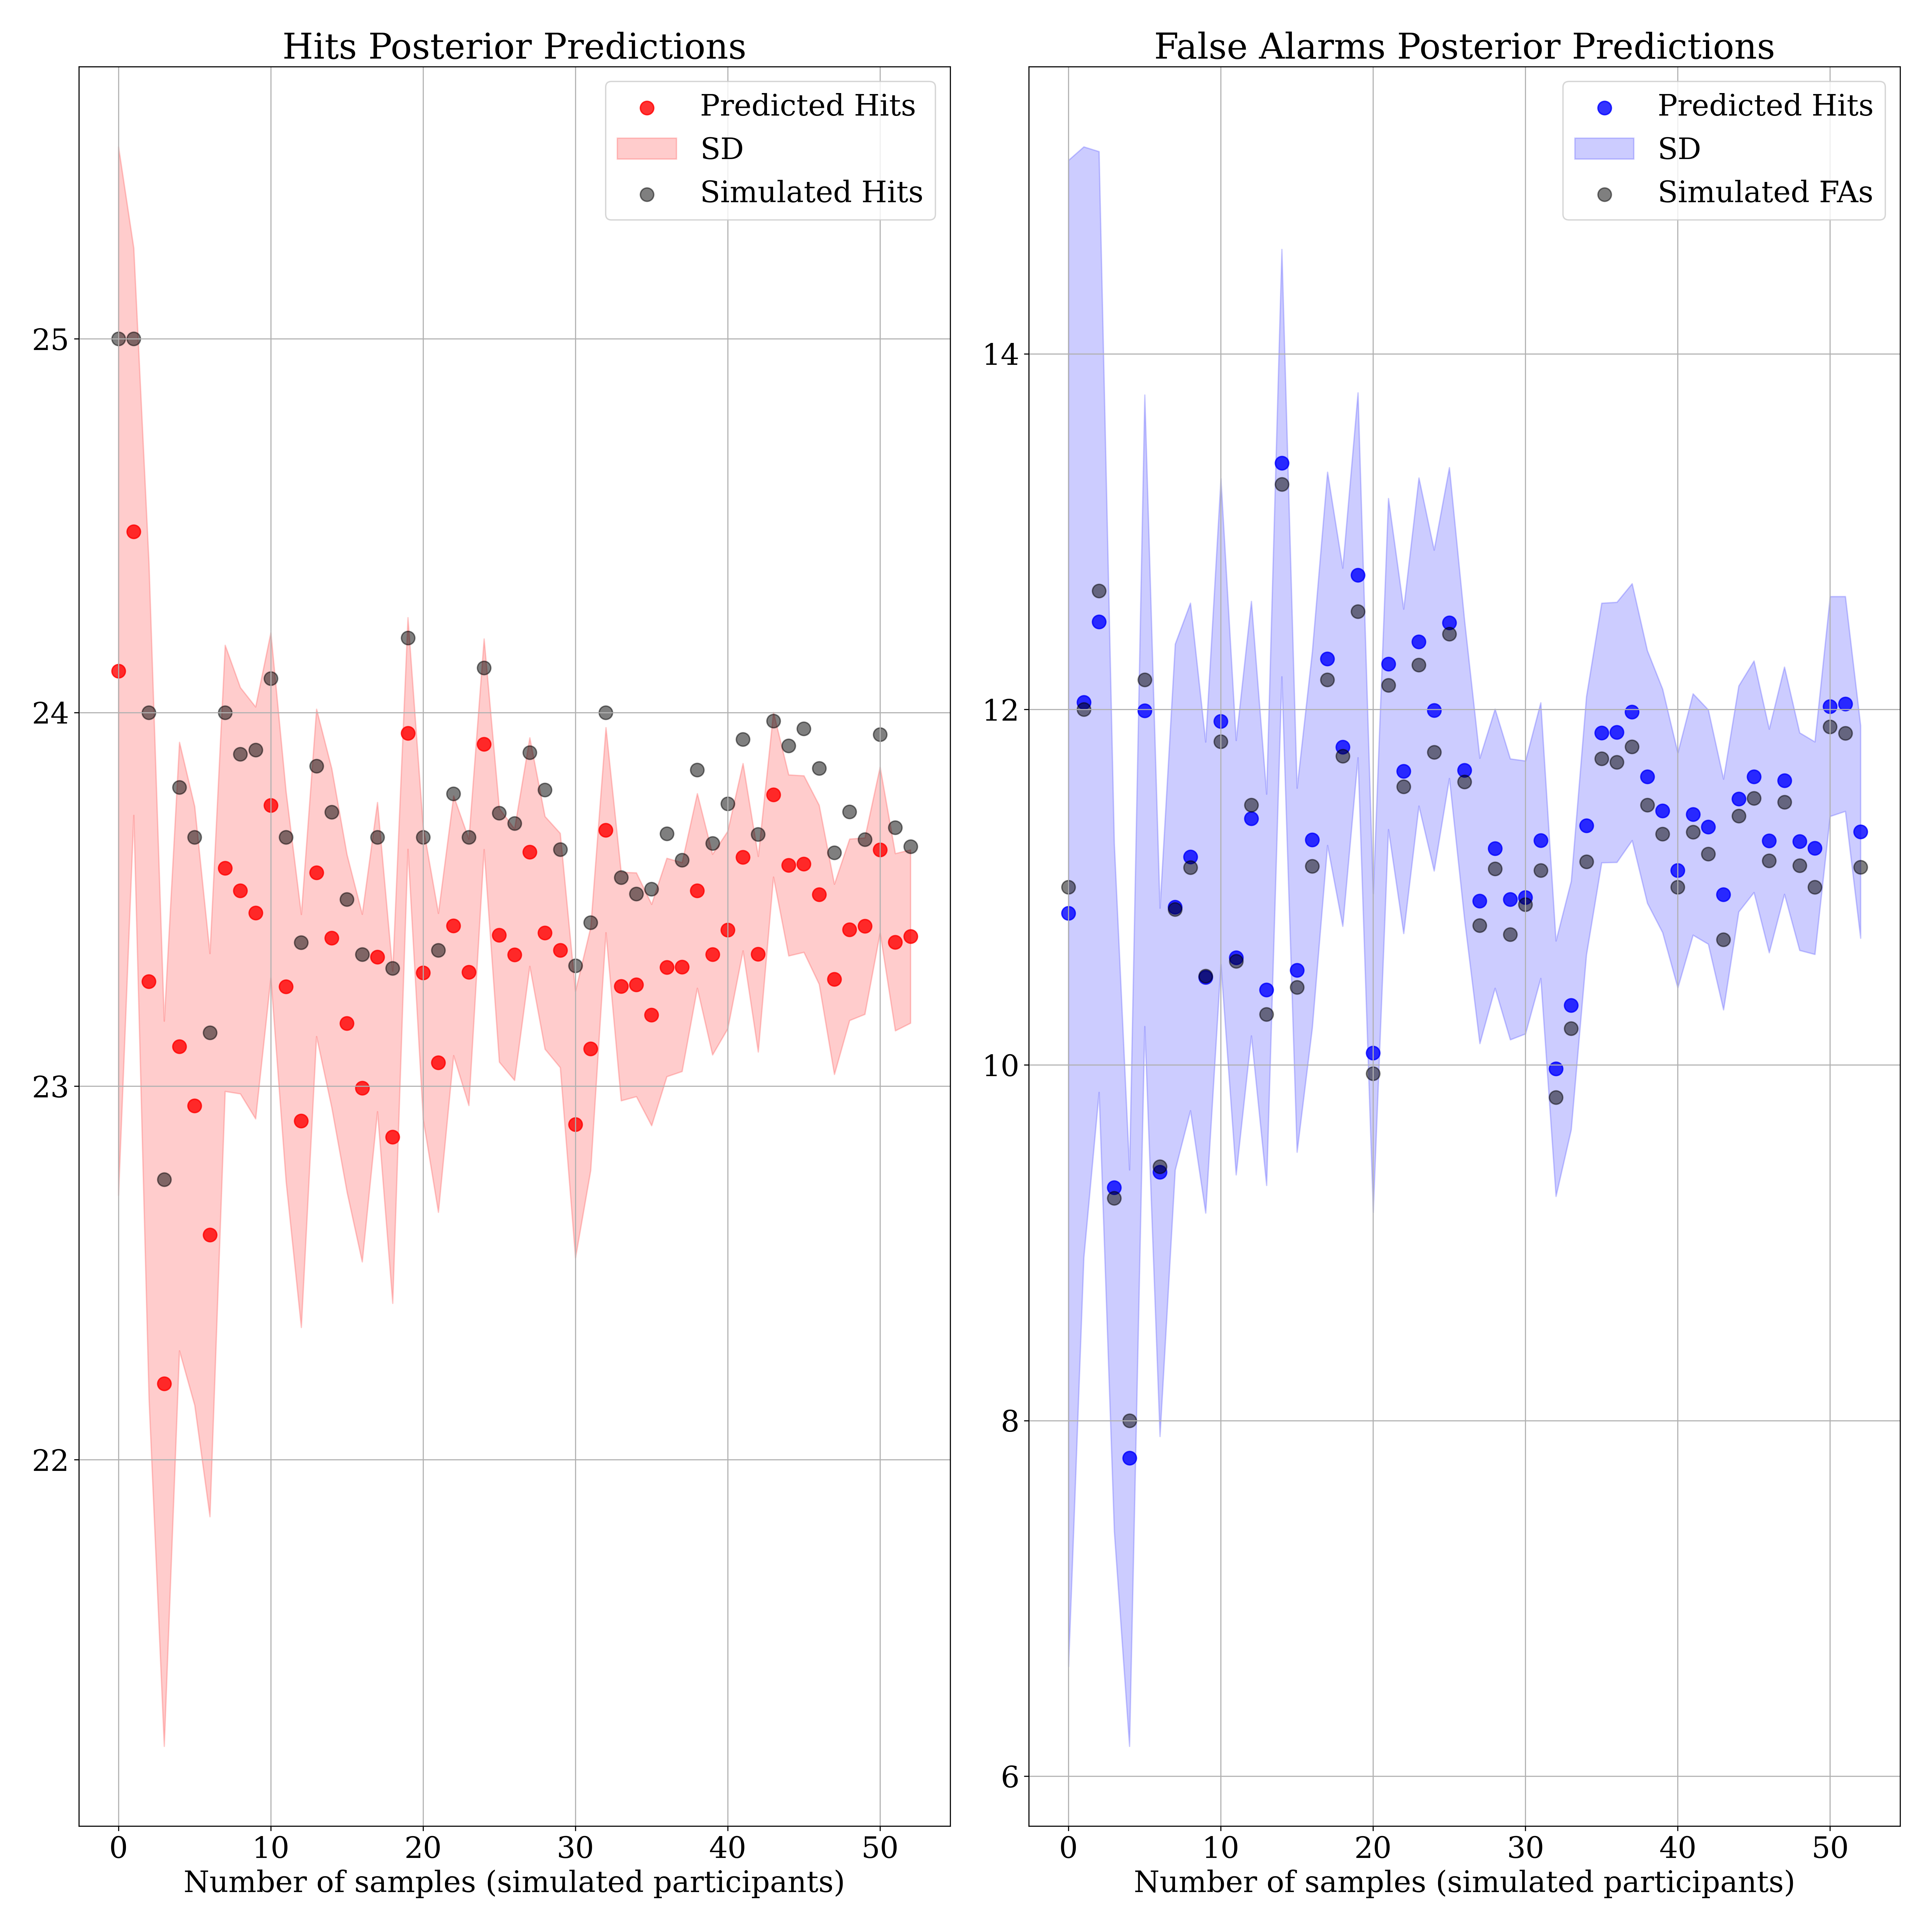 Hits Posterior Predictions
Predicted Hits
SD
Simulated Hits
25
24
23
22
0 10 20 30 40 50
Number of samples (simulated participants)
False Alarms Posterior Predictions
Predicted Hits
SD
Simulated FAs
14
12
10
8
6
0 10 20 30 40 50
Number of samples (simulated participants)